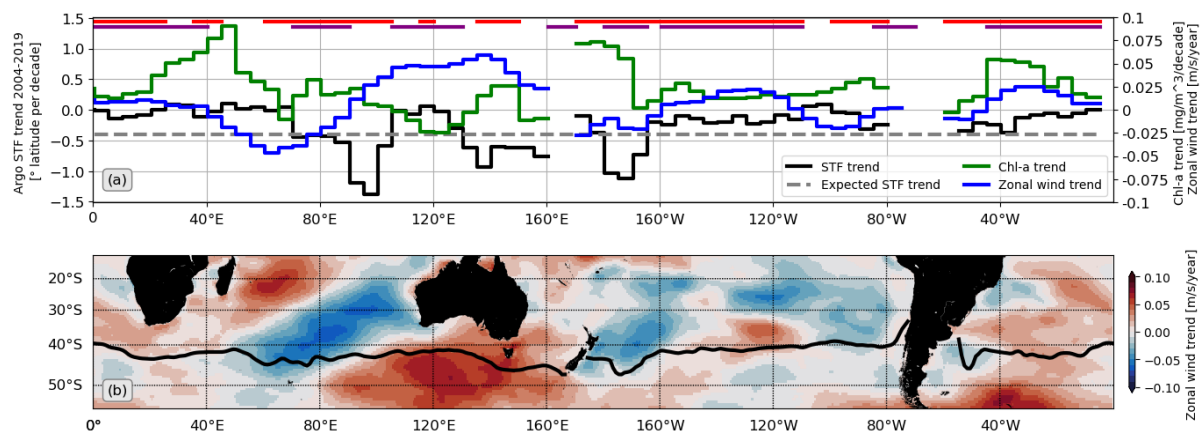 Argo STF trend 2004-2019
[° latitude per decade]
1.5
1.0
0.5
0.0
−0.5
−1.0
−1.5
(a)
STF trend
Expected STF trend
Chl-a trend
Zonal wind trend
0.1
0.075
0.05
0.025
0
-0.025
-0.05
-0.075
-0.1
Chl-a trend [mg/m^3/decade]
Zonal wind trend [m/s/year]
0 40°E 80°E 120°E 160°E 160°W 120°W 80°W 40°W
20°S
30°S
40°S
50°S
(b)
0° 40°E 80°E 120°E 160°E 160°W 120°W 80°W 40°W
0.10
0.05
0.00
−0.05
−0.10
Zonal wind trend [m/s/year]